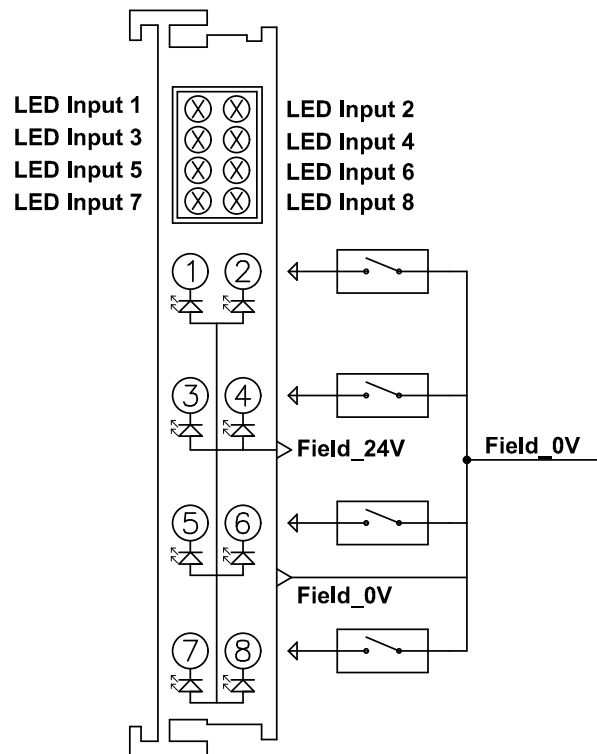 LED Input 1
LED Input 2
LED Input 3
LED Input 4
LED Input 5
LED Input 6
LED Input 7
LED Input 8
1 2
3 4
Field_24V
Field_0V
5 6
Field_0V
7 8